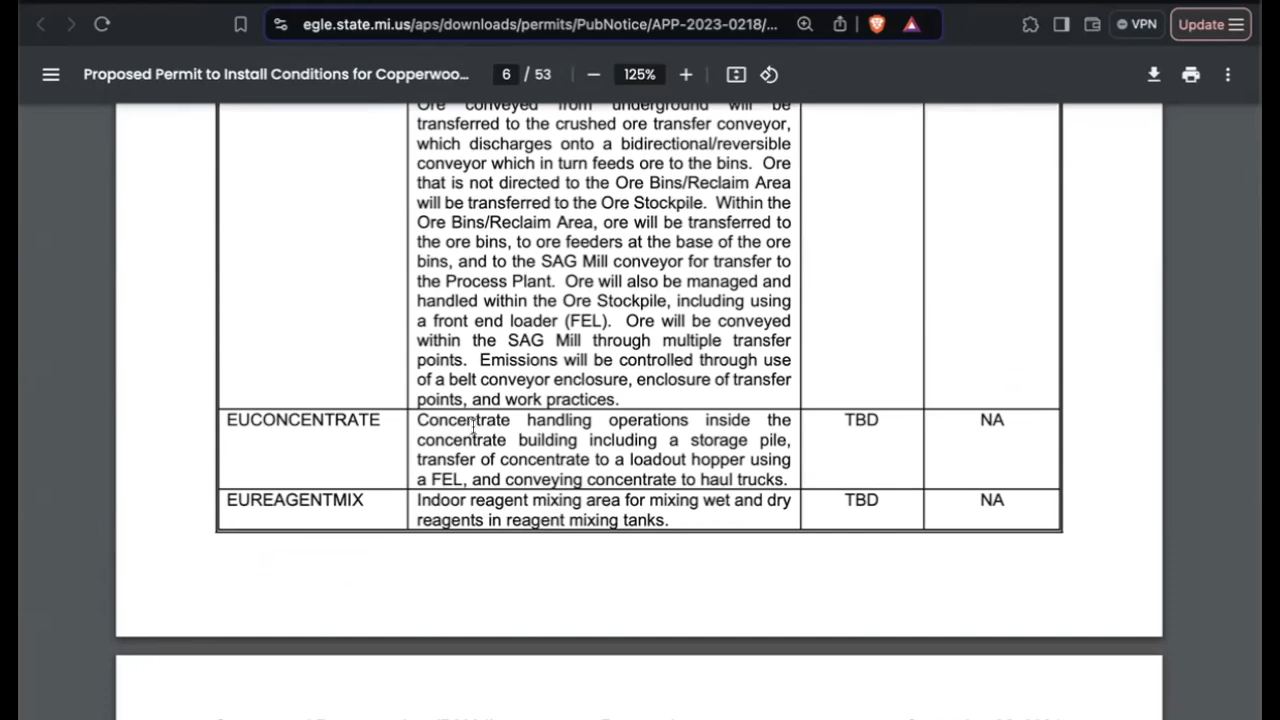 egle.state.mi.us/aps/downloads/permits/PubNotice/APP-2023-0218/...
VPN
Update
Proposed Permit to Install Conditions for Copperwoo...
6 / 53
125%
Ore conveyed from underground will be
transferred to the crushed ore transfer conveyor,
which discharges onto a bidirectional/reversible
conveyor which in turn feeds ore to the bins. Ore
that is not directed to the Ore Bins/Reclaim Area
will be transferred to the Ore Stockpile. Within the
Ore Bins/Reclaim Area, ore will be transferred to
the ore bins, to ore feeders at the base of the ore
bins, and to the SAG Mill conveyor for transfer to
the Process Plant. Ore will also be managed and
handled within the Ore Stockpile, including using
a front end loader (FEL). Ore will be conveyed
within the SAG Mill through multiple transfer
points. Emissions will be controlled through use
of a belt conveyor enclosure, enclosure of transfer
points, and work practices.
EUCONCENTRATE Concentrate handling operations inside the TBD NA
concentrate building including a storage pile,
transfer of concentrate to a loadout hopper using
a FEL, and conveying concentrate to haul trucks.
EUREAGENTMIX Indoor reagent mixing area for mixing wet and dry TBD NA
reagents in reagent mixing tanks.